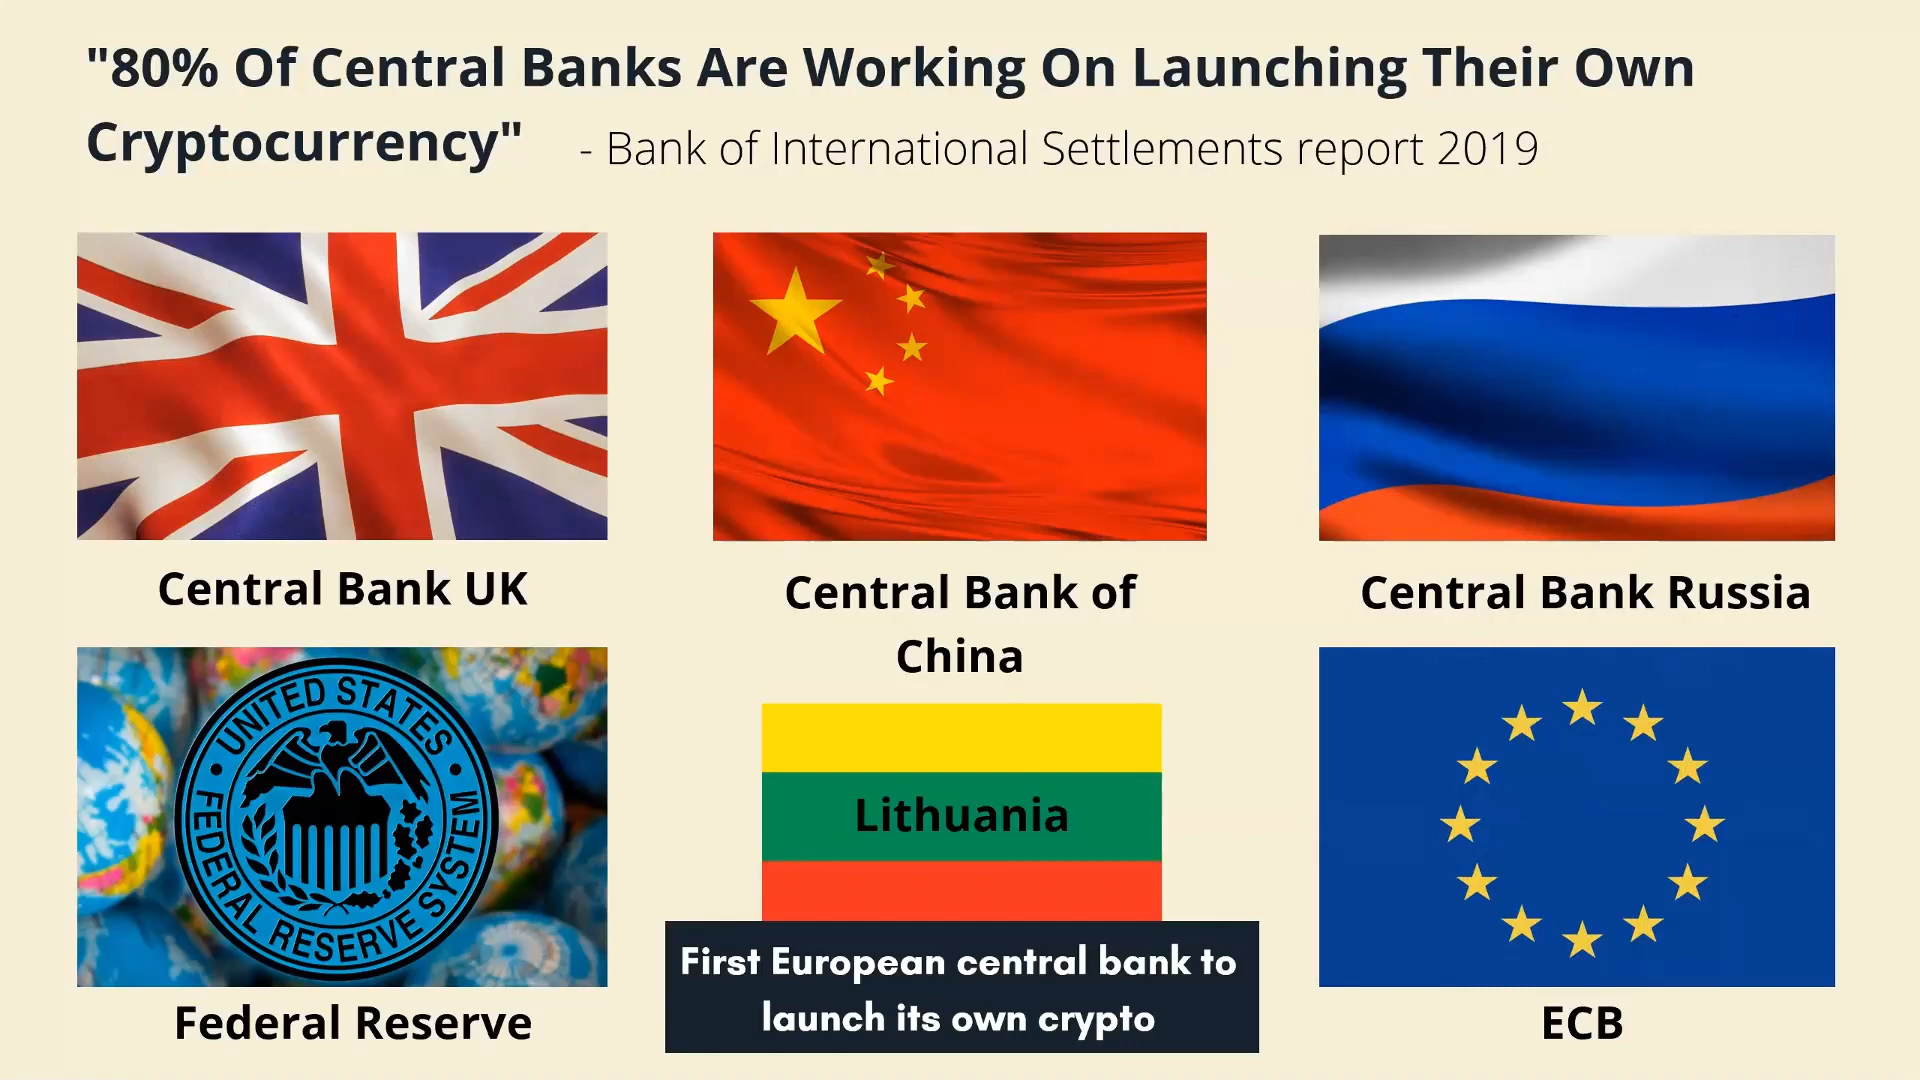 "80% Of Central Banks Are Working On Launching Their Own
Cryptocurrency" - Bank of International Settlements report 2019
Central Bank UK
Central Bank of
China
Central Bank Russia
UNITED STATES
FEDERAL RESERVE SYSTEM
Federal Reserve
Lithuania
First European central bank to
launch its own crypto
ECB